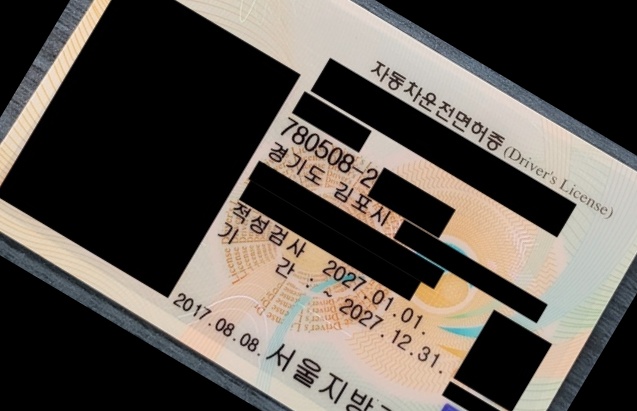 자동차운전면허증 (Driver's License)
780508-2
경기도 김포시
적성검사 2027.01.01.
기 간 : ~ 2027.12.31.
2017.08.08. 서울지방